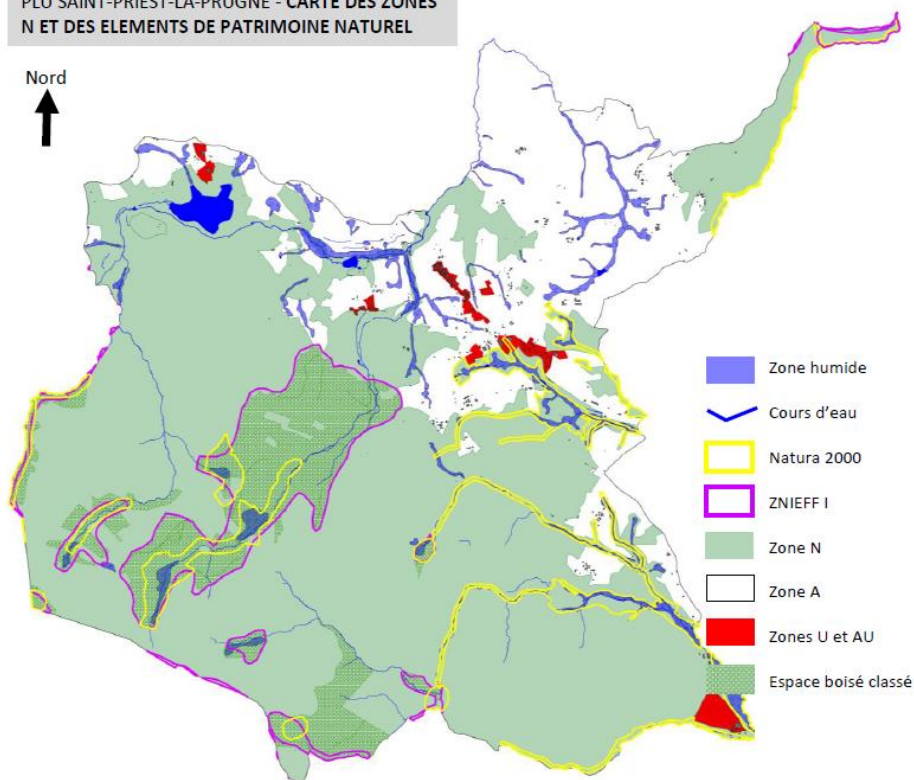 PLU SAINT-PRIEST-LA-PRUGNE - CARTE DES ZONES
N ET DES ELEMENTS DE PATRIMOINE NATUREL
Nord
Zone humide
Cours d'eau
Natura 2000
ZNIEFF I
Zone N
Zone A
Zones U et AU
Espace boisé classé